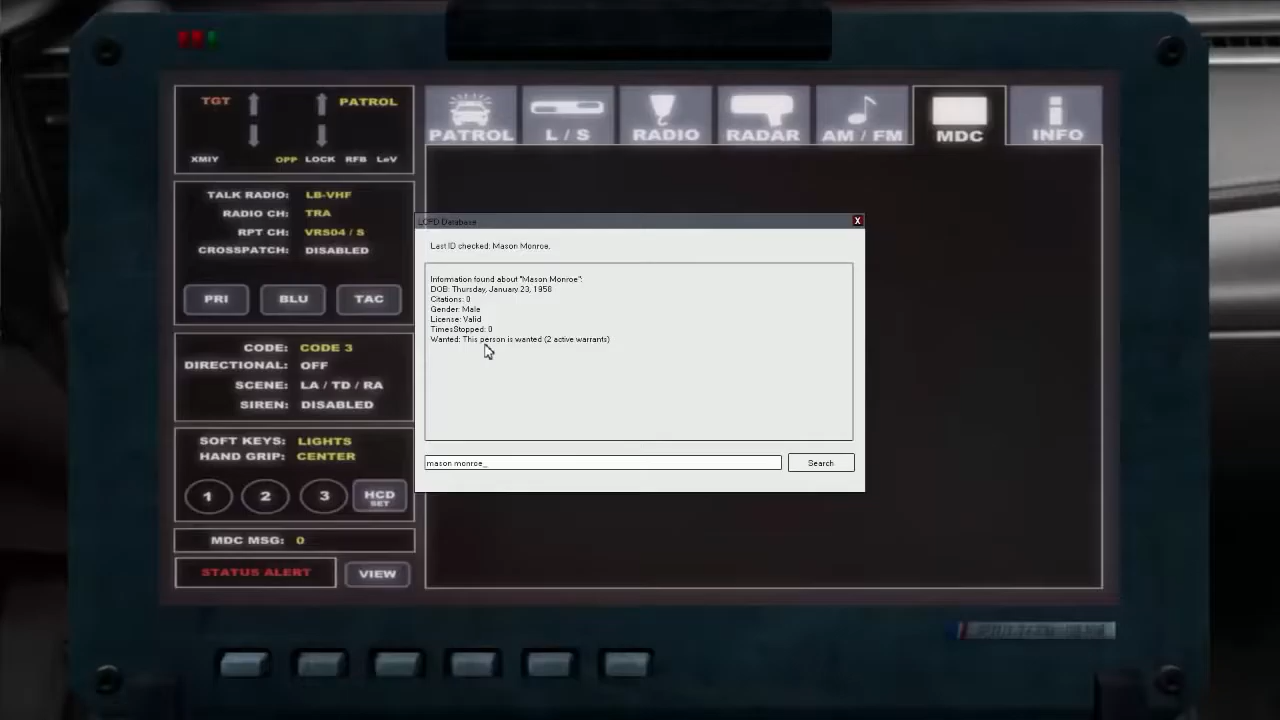 TGT PATROL
XMIY OPP LOCK RFB LeV
TALK RADIO: LB-VHF
RADIO CH: TRA
RPT CH: VRS04 / S
CROSSPATCH: DISABLED
PRI BLU TAC
CODE: CODE 3
DIRECTIONAL: OFF
SCENE: LA / TD / RA
SIREN: DISABLED
SOFT KEYS: LIGHTS
HAND GRIP: CENTER
1 2 3 HCD SET
MDC MSG: 0
STATUS ALERT VIEW
PATROL L / S RADIO RADAR AM / FM MDC INFO
LCPD Database X
Last ID checked: Mason Monroe.
Information found about "Mason Monroe":
DOB: Thursday, January 23, 1958
Citations: 0
Gender: Male
License: Valid
TimesStopped: 0
Wanted: This person is wanted (2 active warrants)
mason monroe_ Search